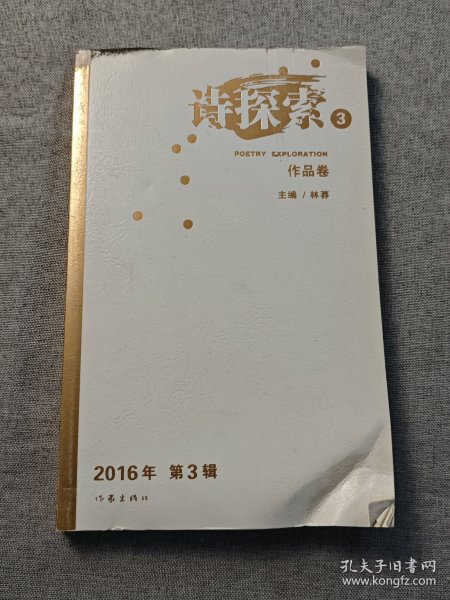 诗探索 3
POETRY EXPLORATION
作品卷
主编 / 林莽
2016年 第3辑
作家出版社
孔夫子旧书网
www.kongfz.com